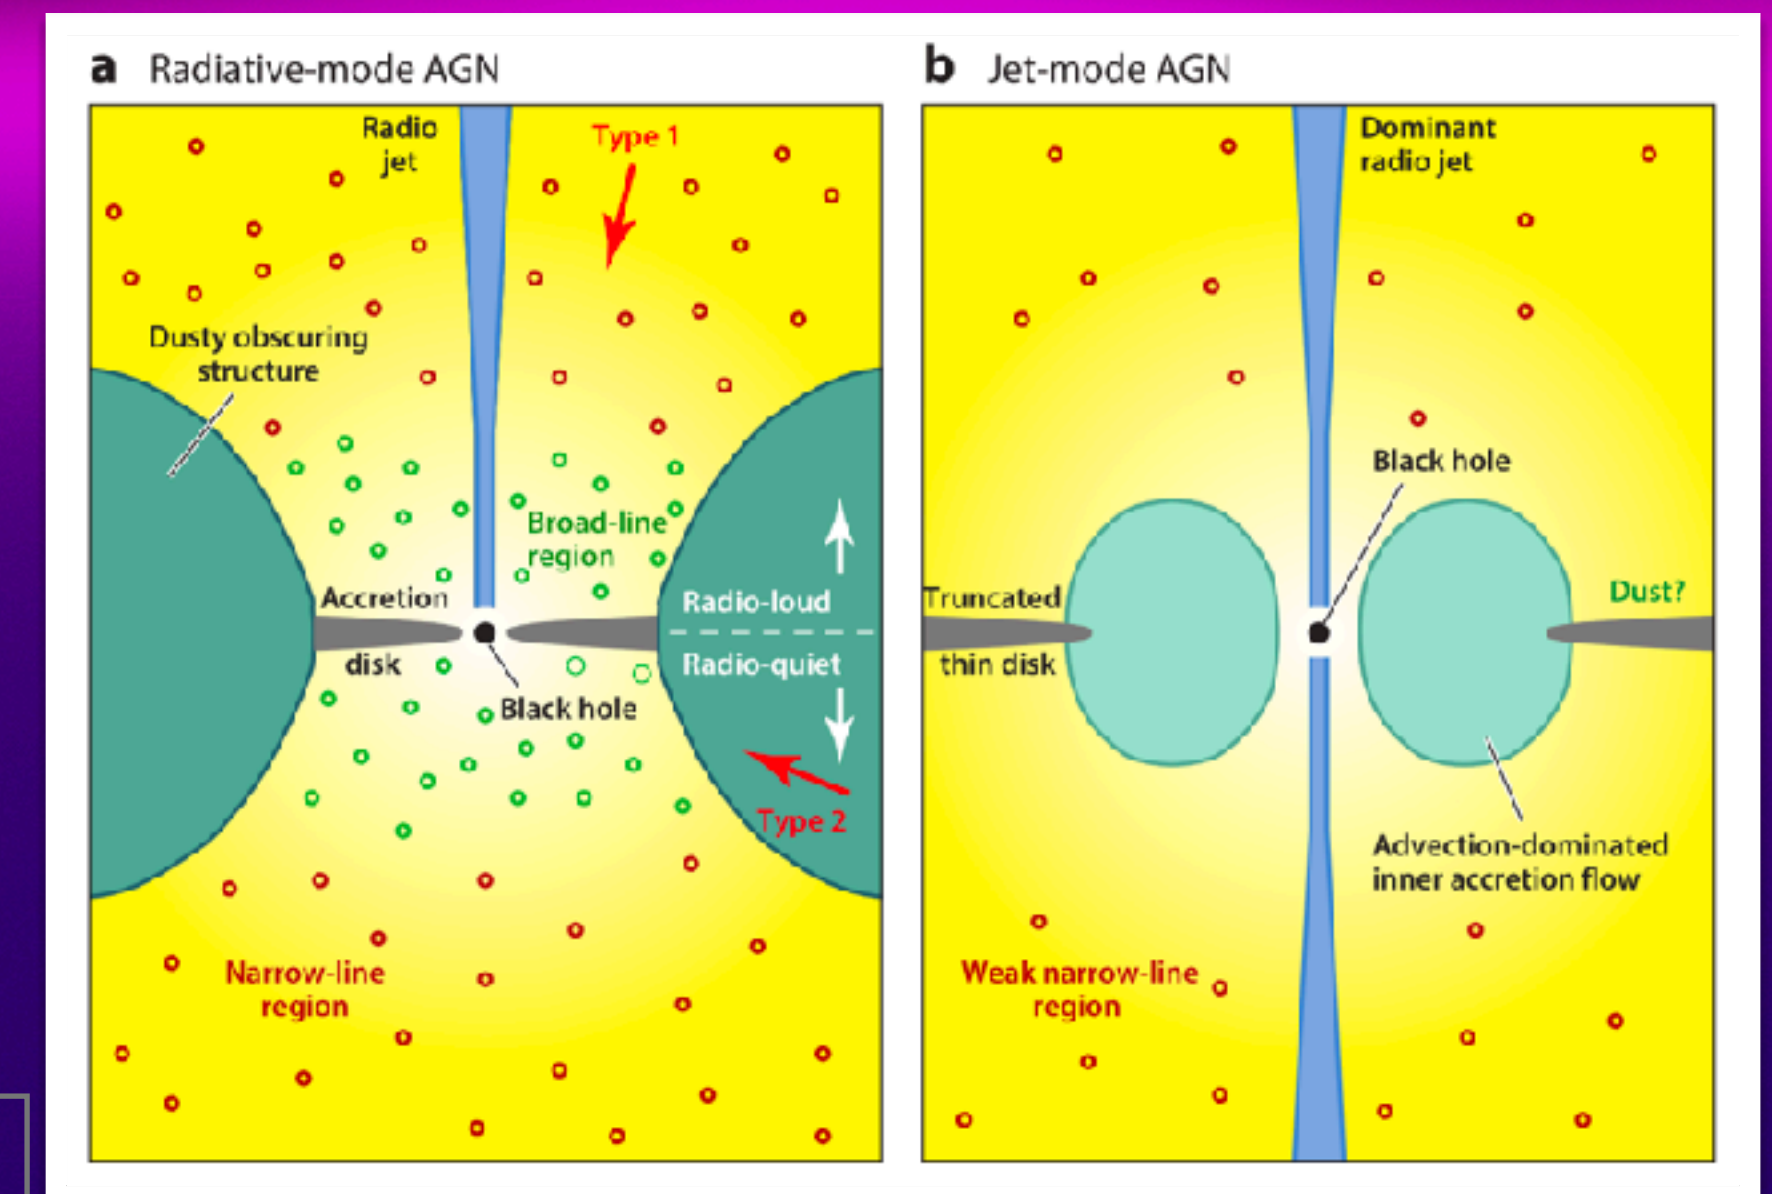 a Radiative-mode AGN
Radio
jet
Type 1
Dusty obscuring
structure
Broad-line
region
Accretion
disk
Radio-loud
Radio-quiet
Black hole
Type 2
Narrow-line
region
b Jet-mode AGN
Dominant
radio jet
Black hole
Truncated
thin disk
Dust?
Advection-dominated
inner accretion flow
Weak narrow-line
region